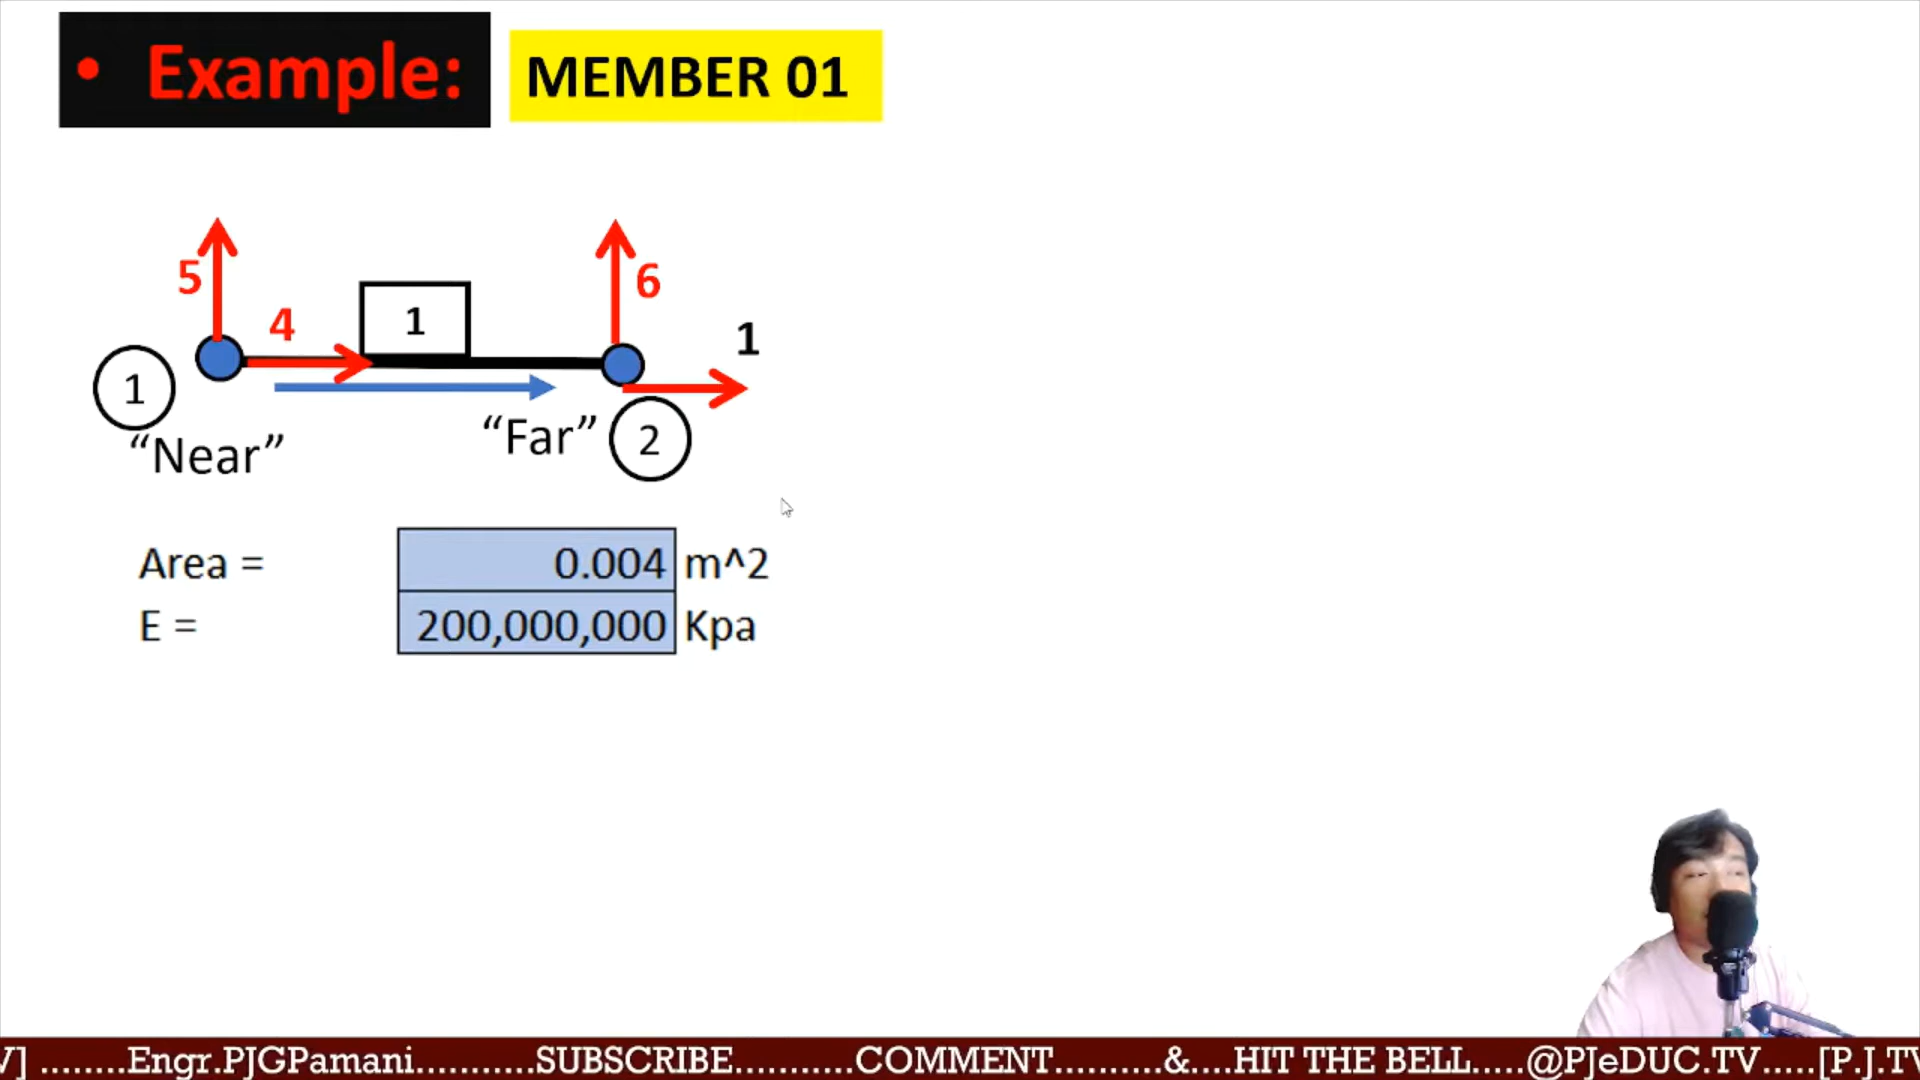 • Example: MEMBER 01
5
6
4
1
1
1
"Near"
"Far"
2
Area = 0.004 m^2
E = 200,000,000 Kpa
V] ........Engr.PJGPamani...........SUBSCRIBE...........COMMENT..........&....HIT THE BELL.....@PJeDUC.TV.....[P.J.TV